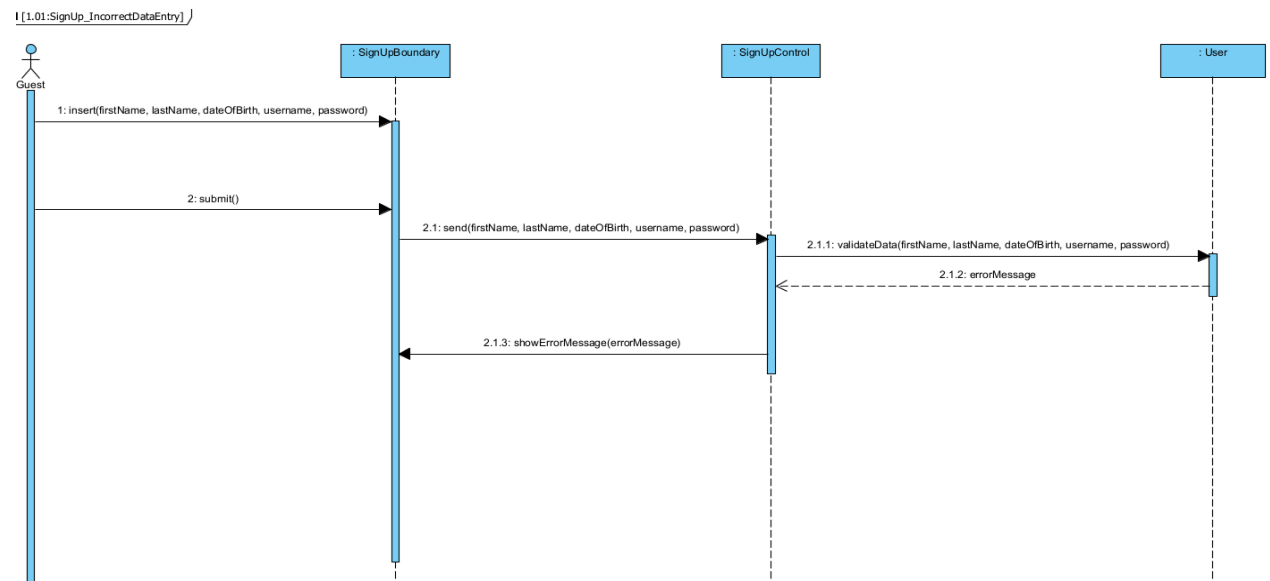 [1.01:SignUp_IncorrectDataEntry]
Guest
: SignUpBoundary
: SignUpControl
: User
1: insert(firstName, lastName, dateOfBirth, username, password)
2: submit()
2.1: send(firstName, lastName, dateOfBirth, username, password)
2.1.1: validateData(firstName, lastName, dateOfBirth, username, password)
2.1.2: errorMessage
2.1.3: showErrorMessage(errorMessage)